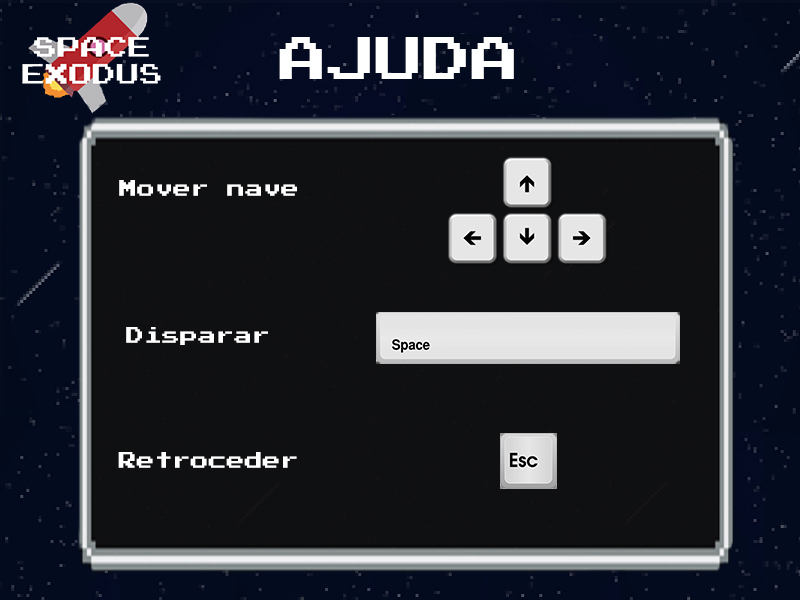 SPACE
EXODUS
AJUDA
Mover nave
Disparar
Space
Retroceder
Esc